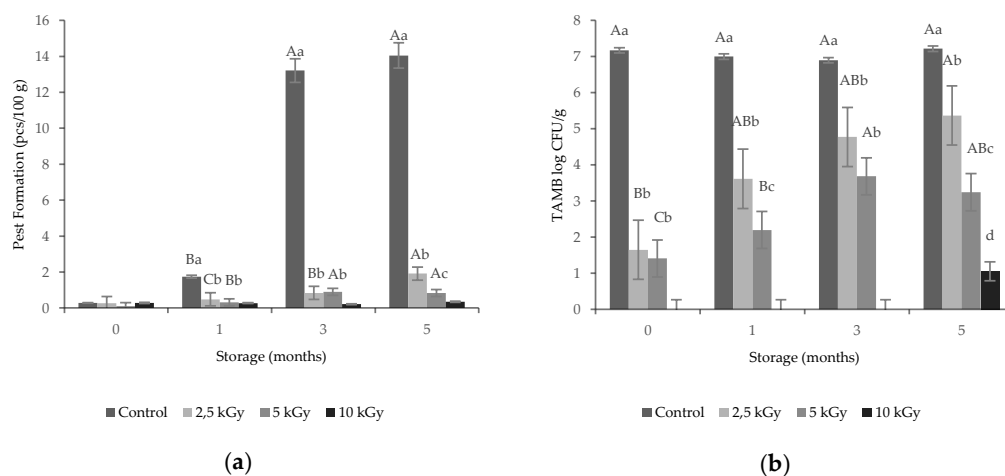 16
14
12
10
8
6
4
2
0
Pest Formation (pcs/100 g)
Ba
Cb
Bb
Aa
Bb
Ab
Aa
Ab
Ac
0
1
3
5
Storage (months)
Control
2,5 kGy
5 kGy
10 kGy
(a)
8
7
6
5
4
3
2
1
0
TAMB log CFU/g
Aa
Bb
Cb
Aa
ABb
Bc
Aa
ABb
Ab
Aa
Ab
ABc
d
0
1
3
5
Storage (months)
Control
2,5 kGy
5 kGy
10 kGy
(b)